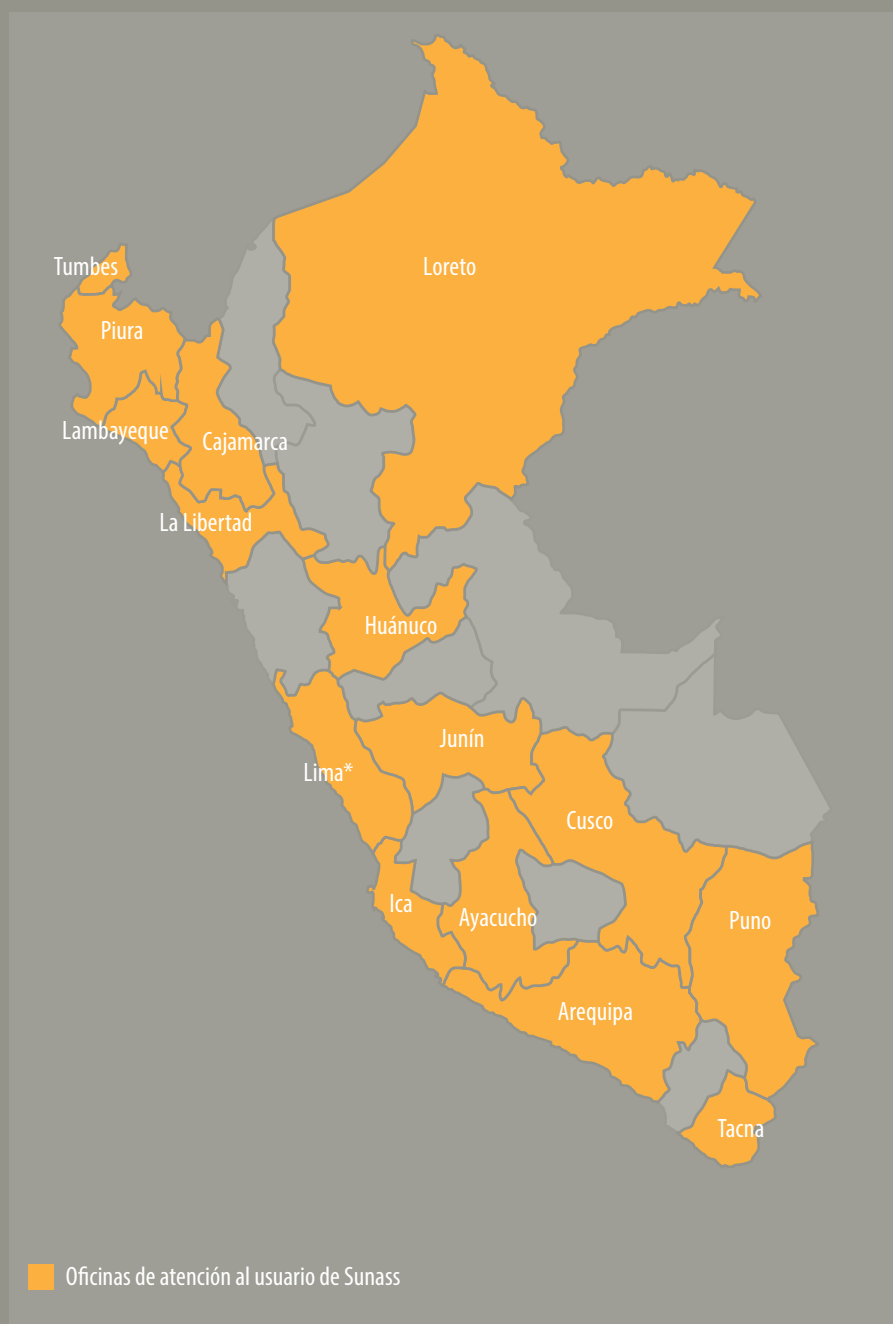 Tumbes
Loreto
Piura
Lambayeque
Cajamarca
La Libertad
Huánuco
Junín
Lima*
Cusco
Ica
Ayacucho
Puno
Arequipa
Tacna
Oficinas de atención al usuario de Sunass